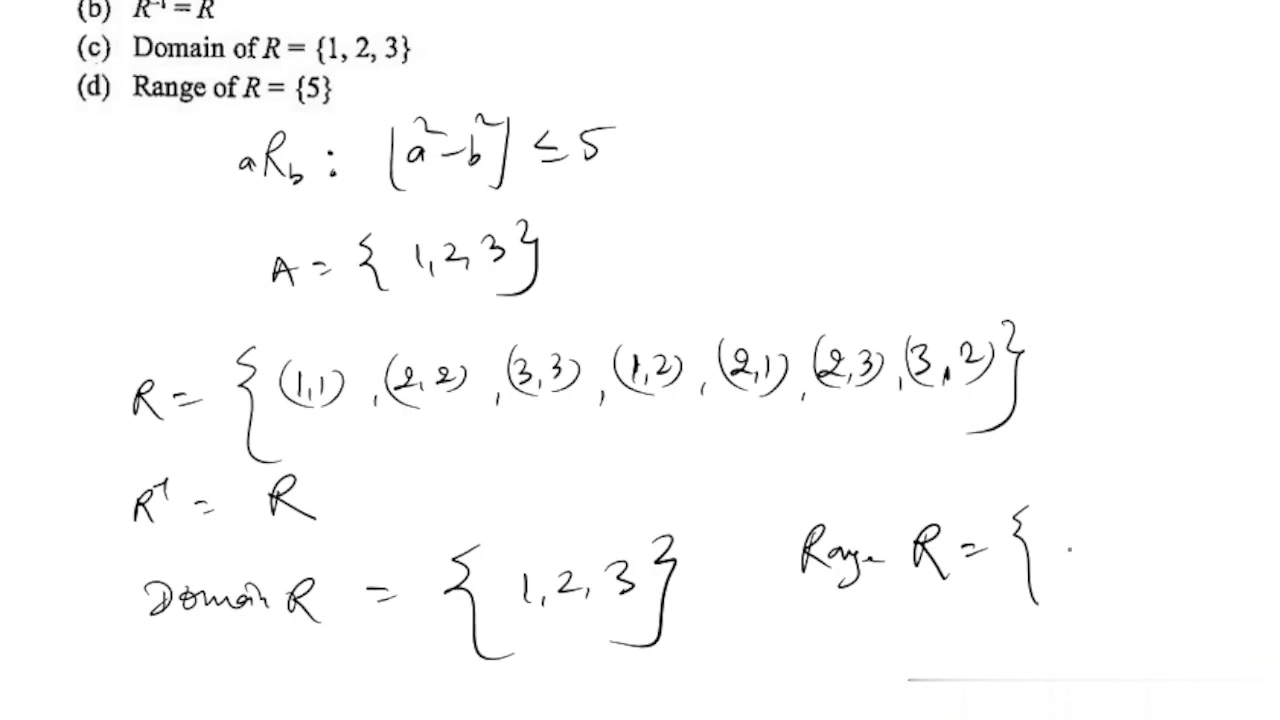 (b) R⁻¹ = R
(c) Domain of R = {1, 2, 3}
(d) Range of R = {5}
aRb : |a²-b²| ≤ 5
A = { 1, 2, 3 }
R = { (1,1) , (2,2) , (3,3) , (1,2) , (2,1) , (2,3) , (3,2) }
R⁻¹ = R
Domain R = { 1, 2, 3 }
Range R = {